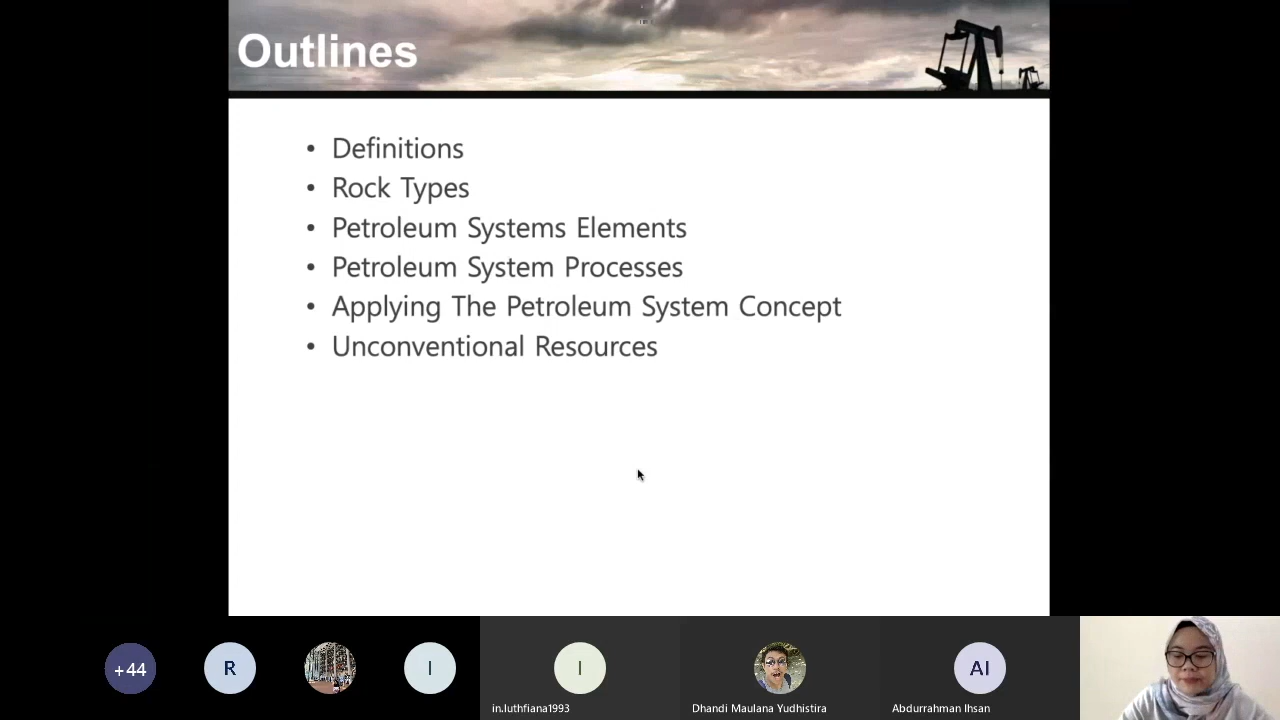 Outlines
• Definitions
• Rock Types
• Petroleum Systems Elements
• Petroleum System Processes
• Applying The Petroleum System Concept
• Unconventional Resources
+44
R
I
I
AI
in.luthfiana1993
Dhandi Maulana Yudhistira
Abdurrahman Ihsan